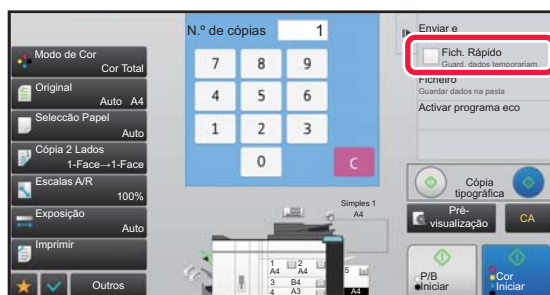 N.º de cópias 1
Modo de Cor
Cor Total
Original
Auto A4
Seleccão Papel
Auto
Cópia 2 Lados
1-Face→1-Face
Escalas A/R
100%
Exposição
Auto
Imprimir
Outros
7 8 9
4 5 6
1 2 3
0 C
Simples 1
A4
1 A4 2 A4
3 B4
4 A3
5
A4
Enviar e
Fich. Rápido
Guard. dados temporariam.
Ficheiro
Guardar dados na pasta
Activar programa eco
Cópia
tipográfica
Pré-
visualização
CA
P/B
Iniciar
Cor
Iniciar